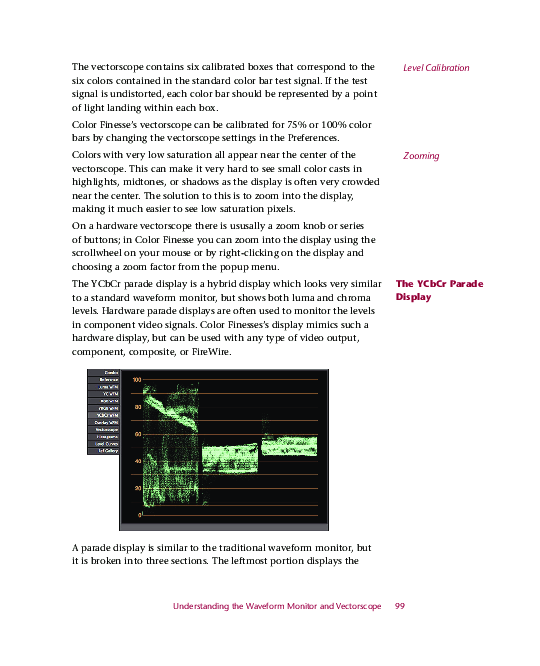 The vectorscope contains six calibrated boxes that correspond to the
Level Calibration
six colors contained in the standard color bar test signal. If the test
signal is undistorted, each color bar should be represented by a point
of light landing within each box.
Color Finesse's vectorscope can be calibrated for 75% or 100% color
bars by changing the vectorscope settings in the Preferences.
Colors with very low saturation all appear near the center of the
Zooming
vectorscope. This can make it very hard to see small color casts in
highlights, midtones, or shadows as the display is often very crowded
near the center. The solution to this is to zoom into the display,
making it much easier to see low saturation pixels.
On a hardware vectorscope there is ususally a zoom knob or series
of buttons; in Color Finesse you can zoom into the display using the
scrollwheel on your mouse or by right-clicking on the display and
choosing a zoom factor from the popup menu.
The YCbCr parade display is a hybrid display which looks very similar
The YCbCr Parade
Display
to a standard waveform monitor, but shows both luma and chroma
levels. Hardware parade displays are often used to monitor the levels
in component video signals. Color Finesses's display mimics such a
hardware display, but can be used with any type of video output,
component, composite, or FireWire.
Combo
Reference
Luma WFM
YC WFM
RGB WFM
YRGB WFM
YCbCr WFM
Overlay WFM
Vectorscope
Histograms
Level Curves
Ref Gallery
100
80
60
40
20
0
A parade display is similar to the traditional waveform monitor, but
it is broken into three sections. The leftmost portion displays the
Understanding the Waveform Monitor and Vectorscope 99